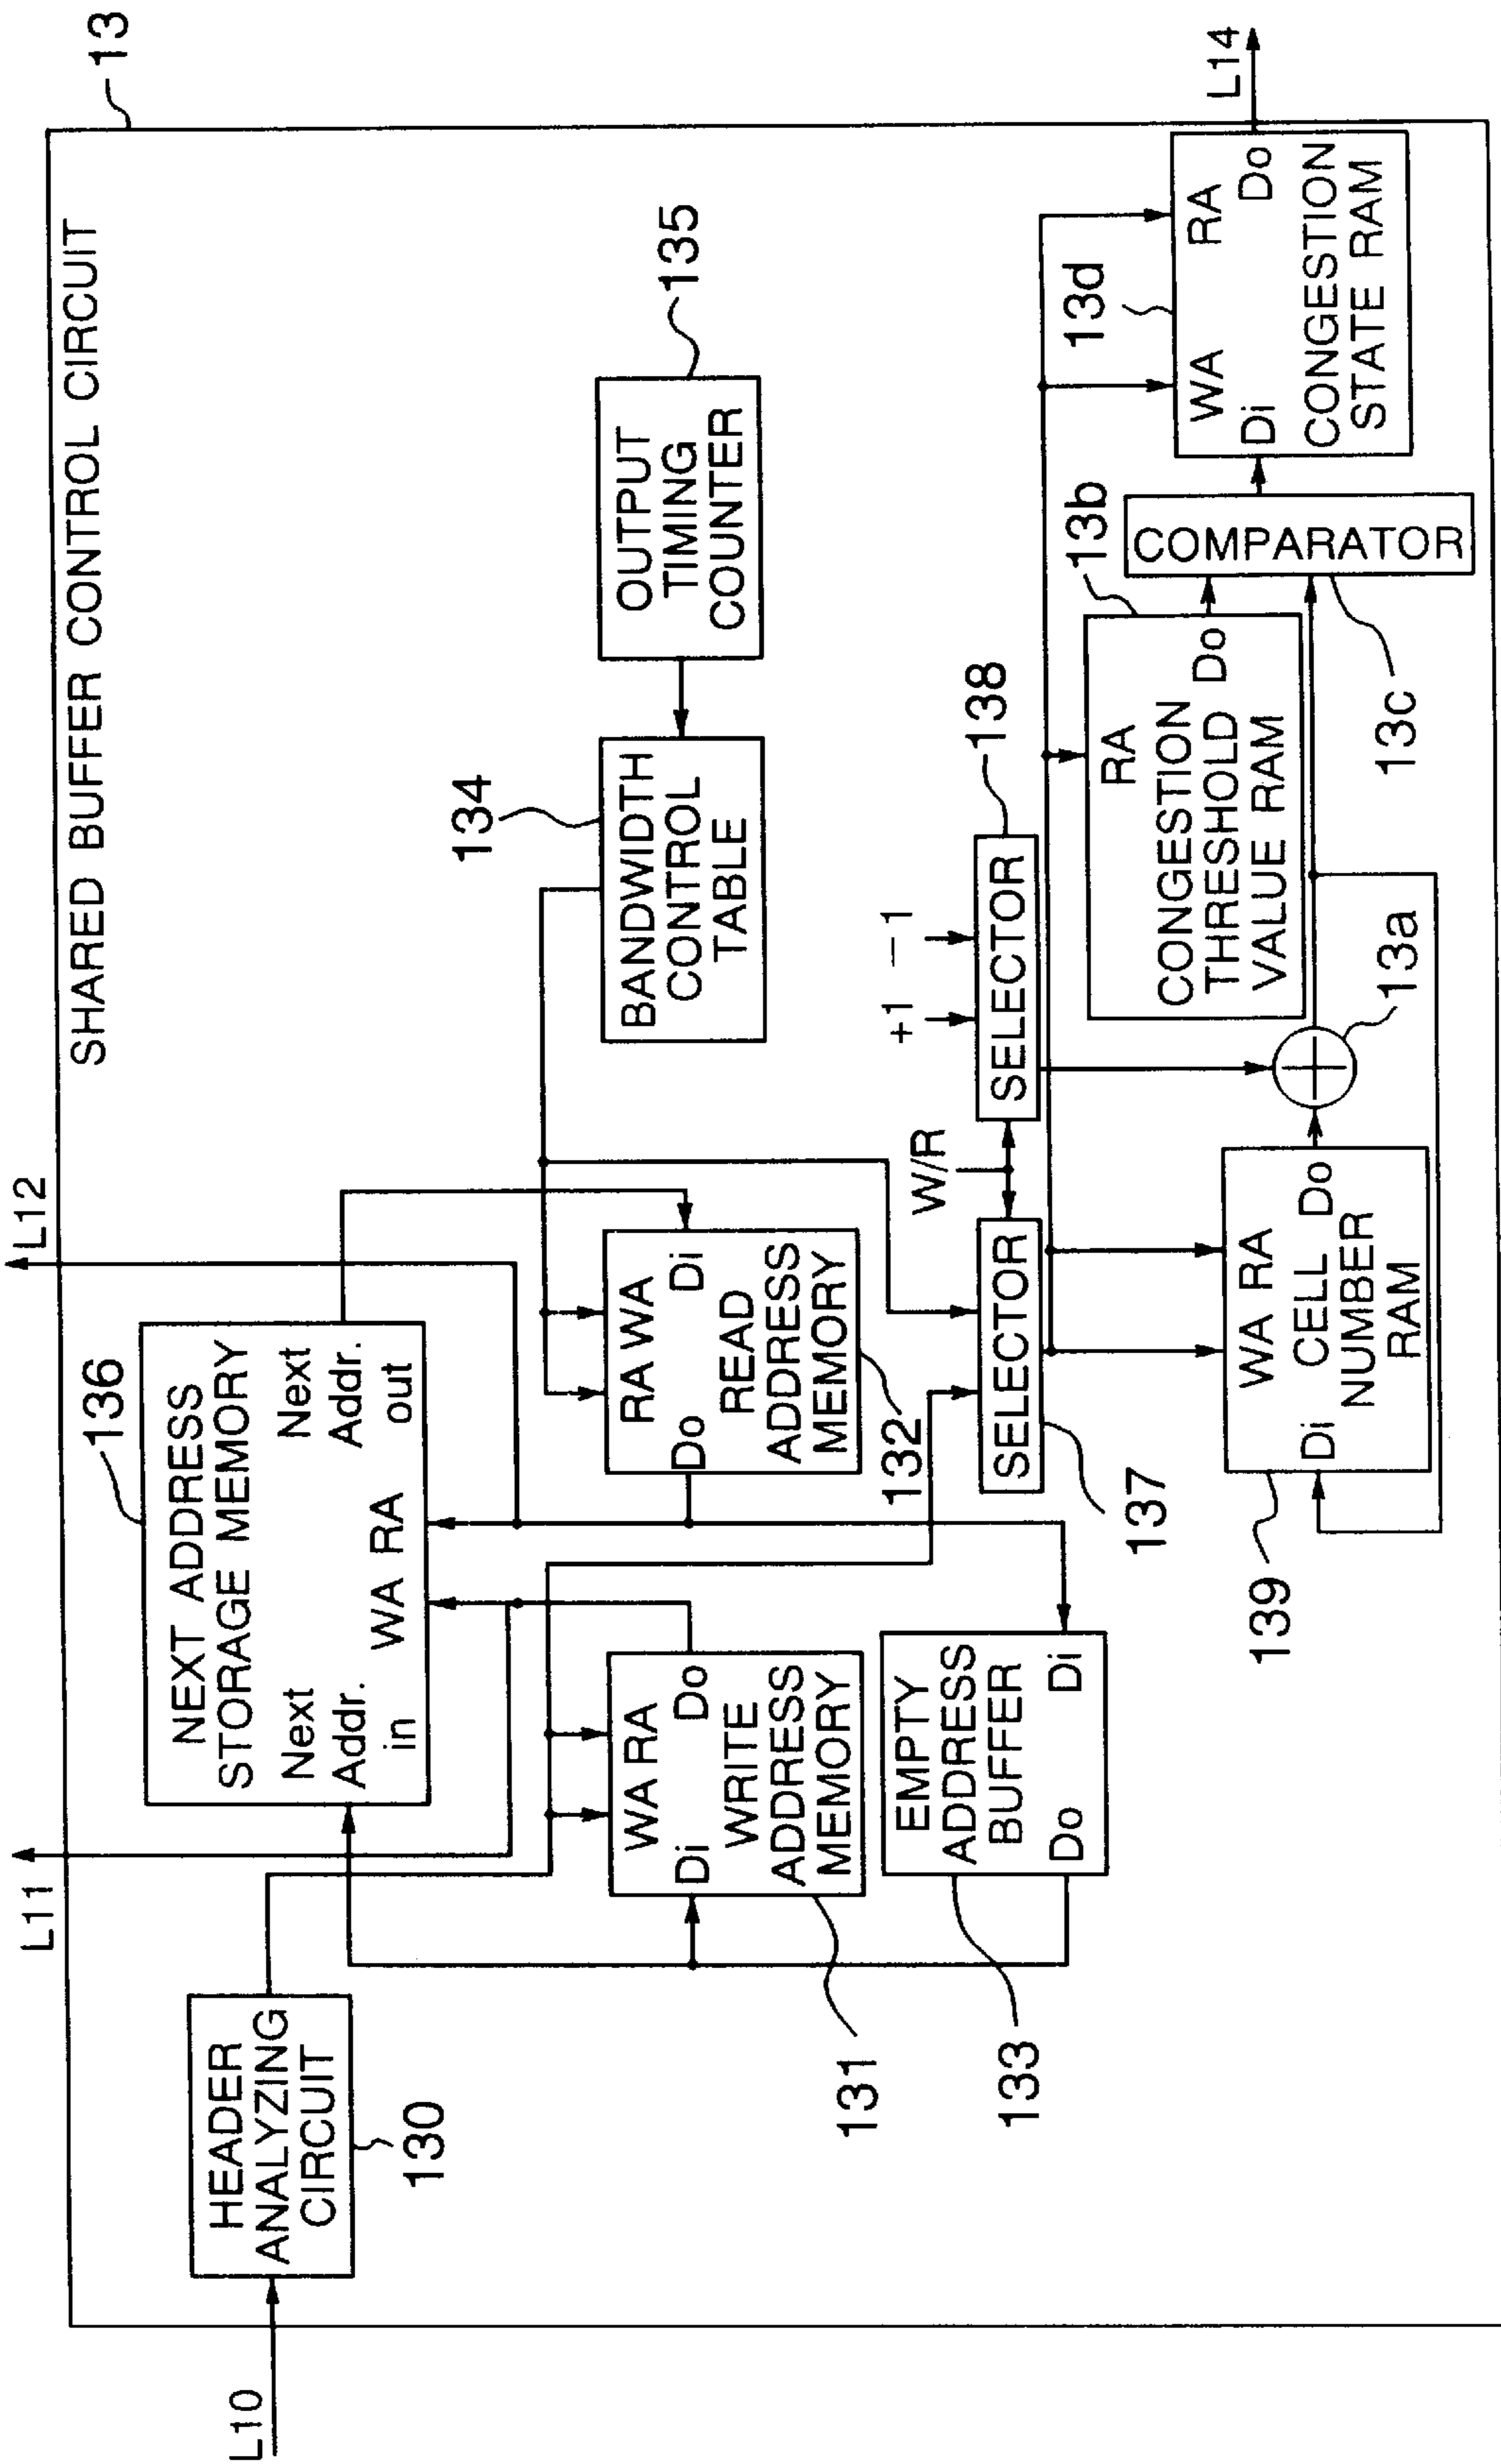 13
SHARED BUFFER CONTROL CIRCUIT
L10
L11
L12
L14
HEADER
ANALYZING
CIRCUIT
130
136
NEXT ADDRESS
STORAGE MEMORY
Next
Addr.
in
Next
Addr.
out
WA RA
WA RA
Di
Do
WRITE
ADDRESS
MEMORY
131
RA WA
Do
Di
READ
ADDRESS
MEMORY
132
EMPTY
ADDRESS
BUFFER
Do
Di
133
134
BANDWIDTH
CONTROL
TABLE
OUTPUT
TIMING
COUNTER
135
SELECTOR
137
W/R
+1
−1
SELECTOR
138
WA RA
Di
CELL
Do
NUMBER
RAM
139
13a
RA
CONGESTION
THRESHOLD
Do
VALUE RAM
13b
COMPARATOR
13c
13d
WA
RA
Di
Do
CONGESTION
STATE RAM